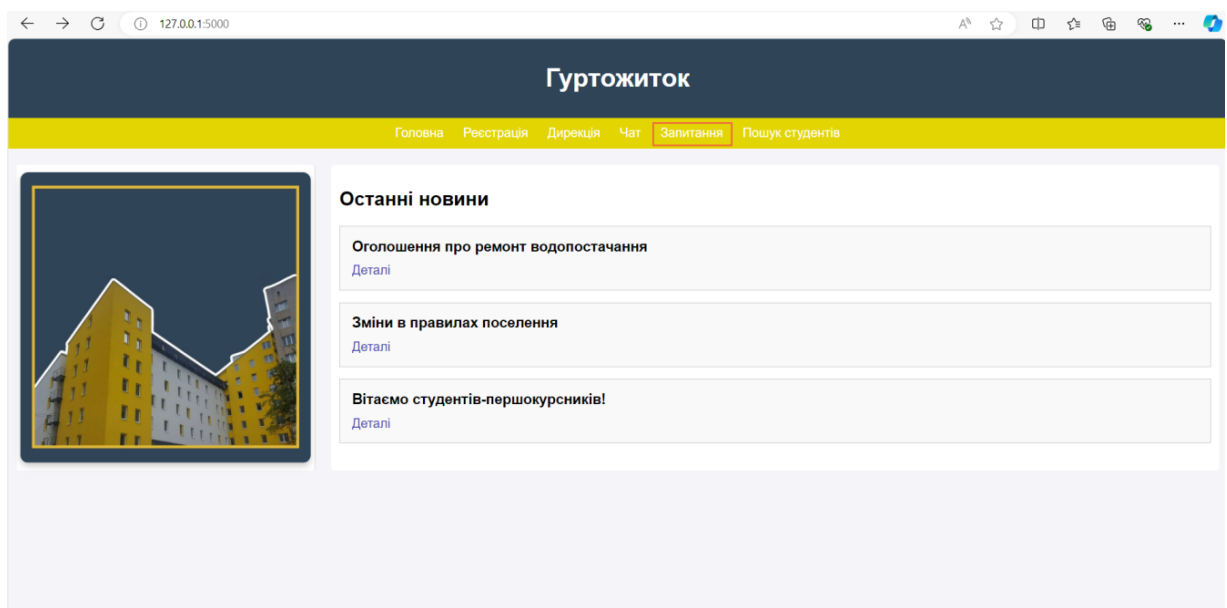 127.0.0.1:5000
Гуртожиток
Головна Реєстрація Дирекція Чат Запитання Пошук студентів
Останні новини
Оголошення про ремонт водопостачання
Деталі
Зміни в правилах поселення
Деталі
Вітаємо студентів-першокурсників!
Деталі